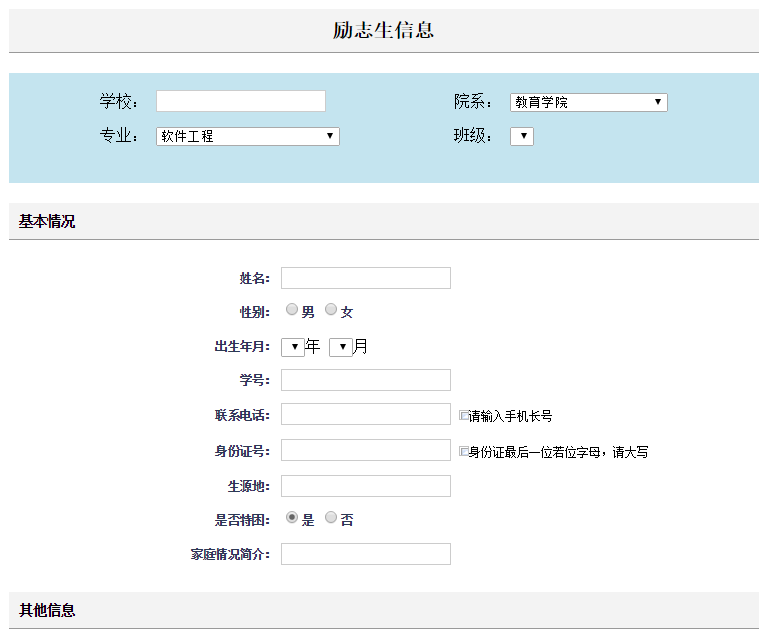 励志生信息
学校： 院系： 教育学院
专业： 软件工程 班级：
基本情况
姓名：
性别： 男 女
出生年月： 年 月
学号：
联系电话： 请输入手机长号
身份证号： 身份证最后一位若位字母，请大写
生源地：
是否特困： 是 否
家庭情况简介：
其他信息